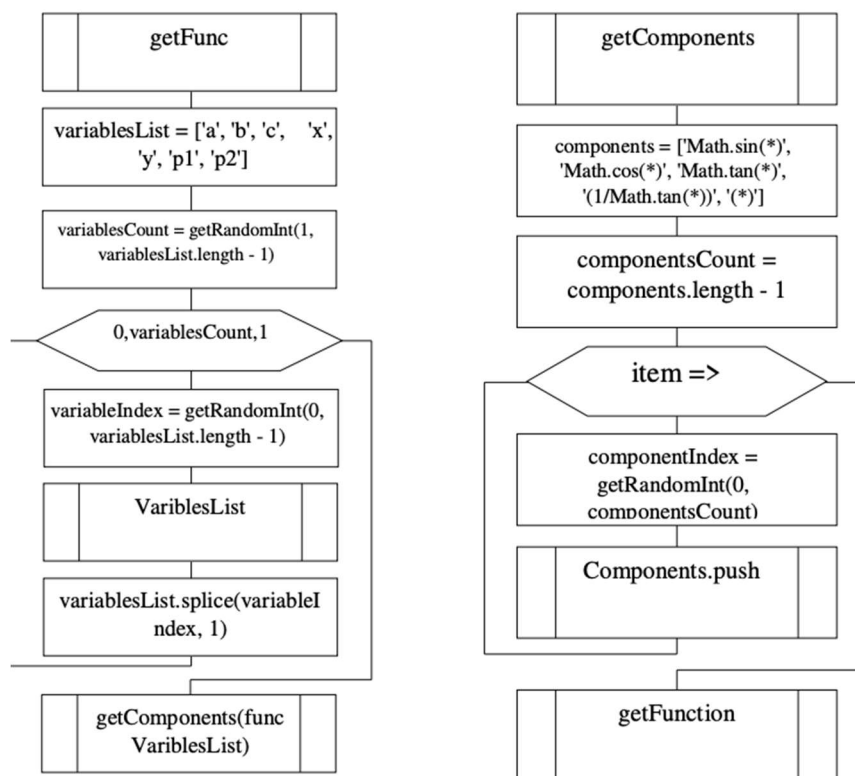 getFunc
variablesList = ['a', 'b', 'c', 'x',
'y', 'p1', 'p2']
variablesCount = getRandomInt(1,
variablesList.length - 1)
0,variablesCount,1
variableIndex = getRandomInt(0,
variablesList.length - 1)
VariblesList
variablesList.splice(variableI
ndex, 1)
getComponents(func
VariblesList)
getComponents
components = ['Math.sin(*)',
'Math.cos(*)', 'Math.tan(*)',
'(1/Math.tan(*))', '(*)']
componentsCount =
components.length - 1
item =>
componentIndex =
getRandomInt(0,
componentsCount)
Components.push
getFunction